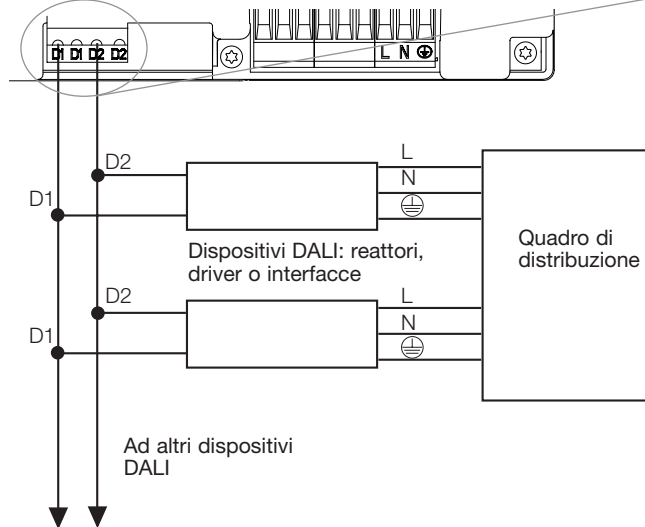 D1 D1 D2 D2
L N
D2
L
N
D1
Dispositivi DALI: reattori,
driver o interfacce
Quadro di
distribuzione
D2
L
N
D1
Ad altri dispositivi
DALI